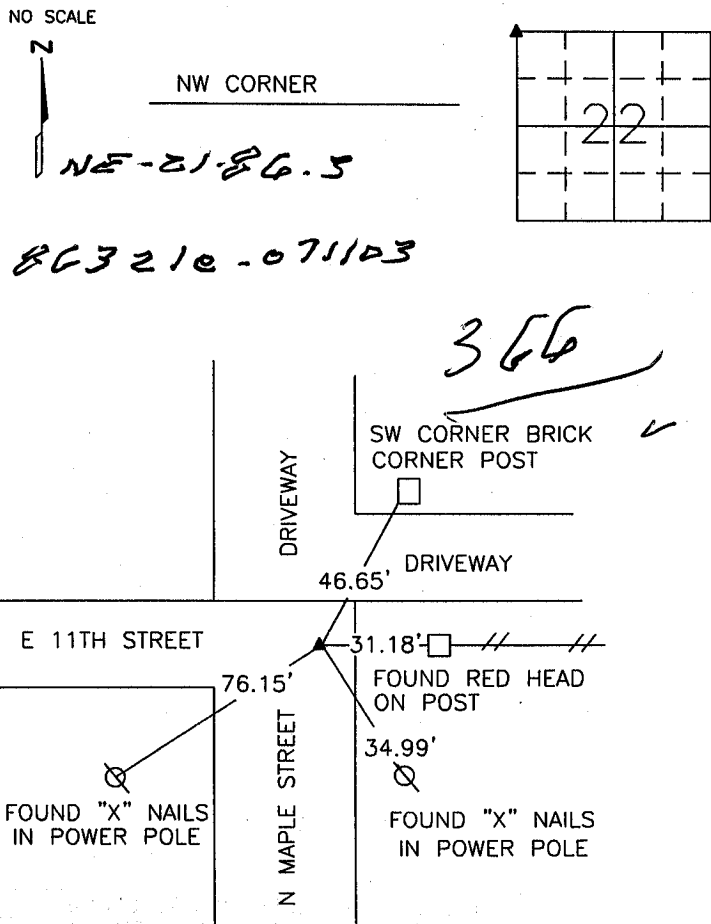 NO SCALE
N
NW CORNER
22
NE-21-86.5
86321e-071103
366
SW CORNER BRICK
CORNER POST
DRIVEWAY
DRIVEWAY
46.65'
E 11TH STREET
31.18'
76.15'
FOUND RED HEAD
ON POST
34.99'
N MAPLE STREET
FOUND "X" NAILS
IN POWER POLE
FOUND "X" NAILS
IN POWER POLE